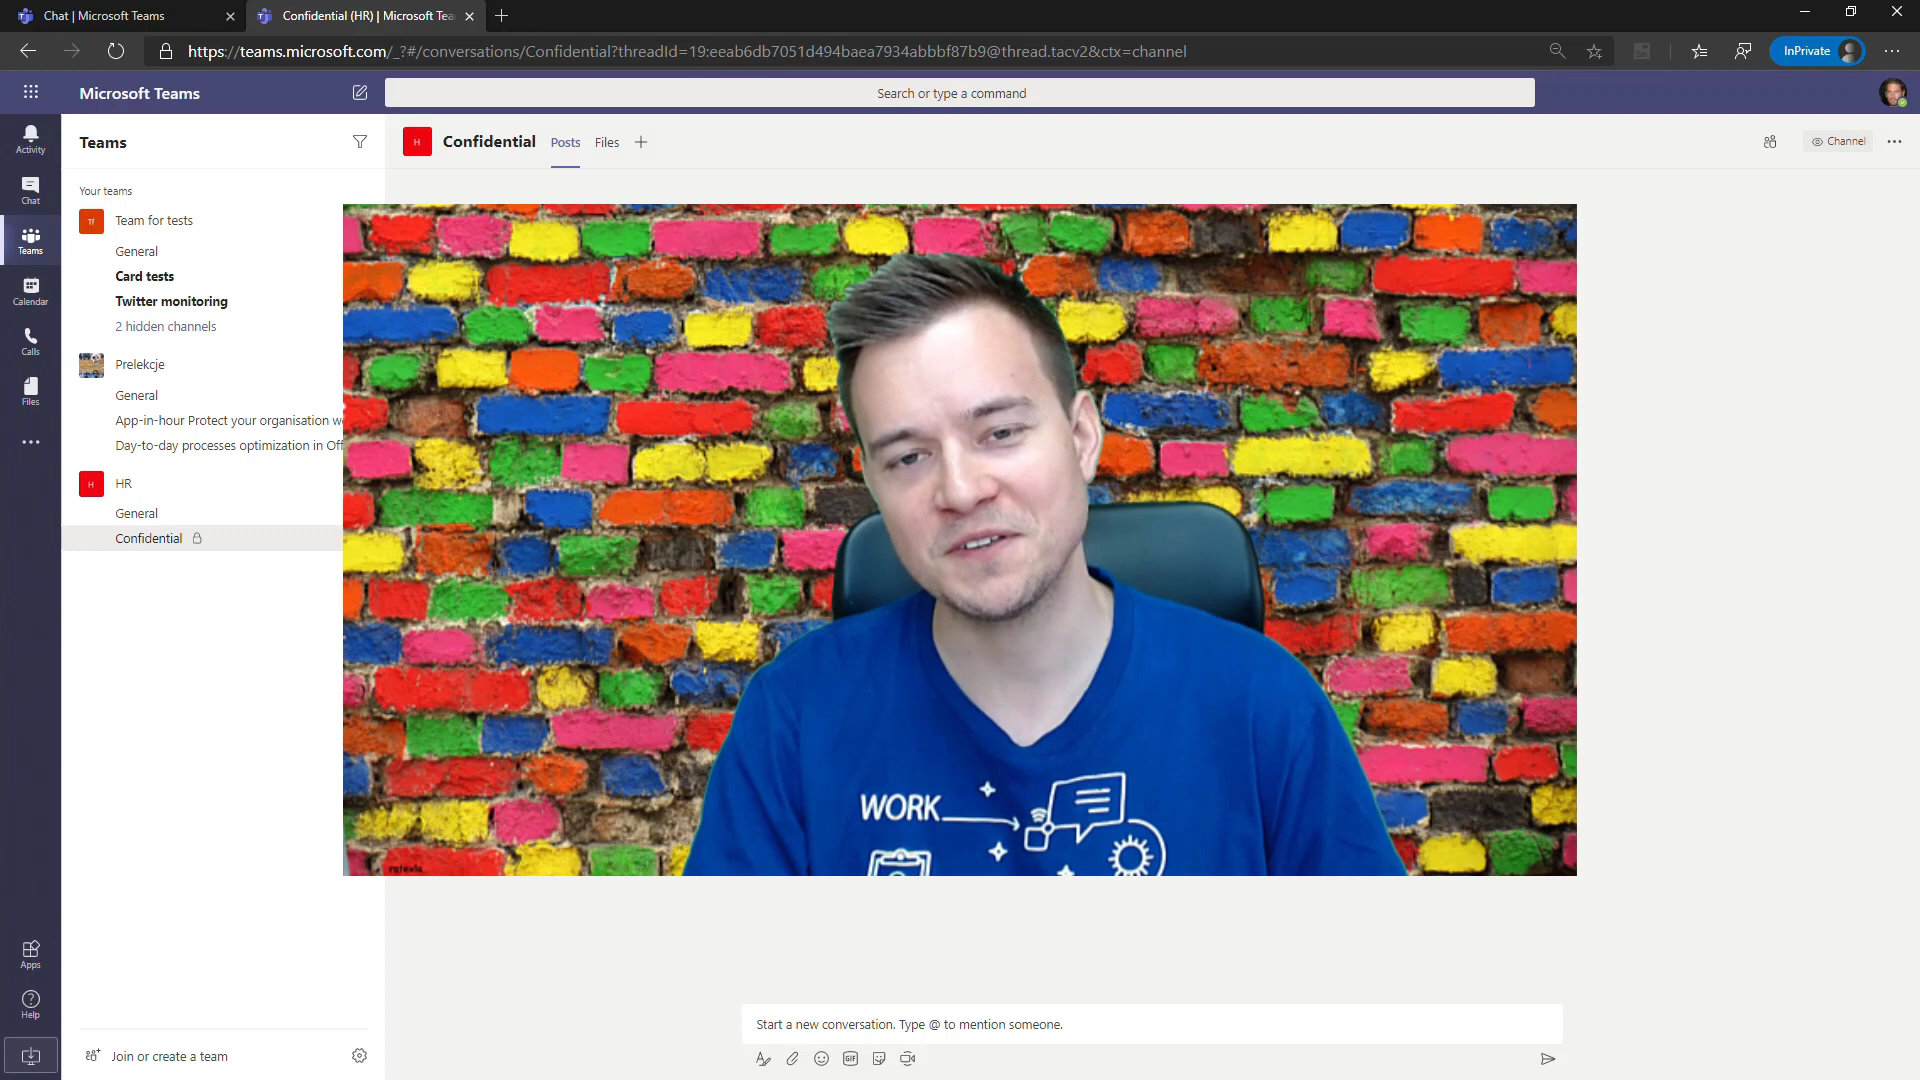 Chat | Microsoft Teams
Confidential (HR) | Microsoft Tea
https://teams.microsoft.com/_?#/conversations/Confidential?threadId=19:eeab6db7051d494baea7934abbbf87b9@thread.tacv2&ctx=channel
InPrivate
Microsoft Teams
Search or type a command
Activity
Chat
Teams
Calendar
Calls
Files
Apps
Help
Teams
Your teams
Tf
Team for tests
General
Card tests
Twitter monitoring
2 hidden channels
Prelekcje
General
App-in-hour Protect your organisation w
Day-to-day processes optimization in Off
H
HR
General
Confidential
Join or create a team
H
Confidential
Posts
Files
Channel
WORK
Start a new conversation. Type @ to mention someone.
GIF